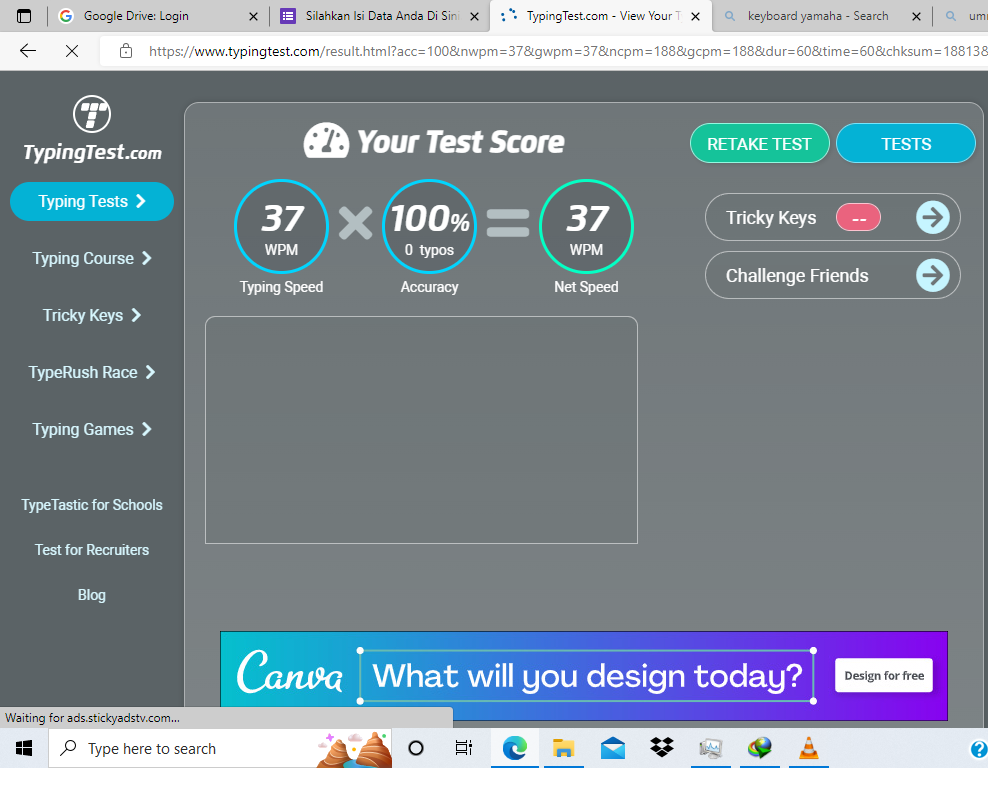 Google Drive: Login
Silahkan Isi Data Anda Di Sin
TypingTest.com - View Your T
keyboard yamaha - Search
um
https://www.typingtest.com/result.html?acc=100&nwpm=37&gwpm=37&ncpm=188&gcpm=188&dur=60&time=60&chksum=18813&
TypingTest.com
Typing Tests
Typing Course
Tricky Keys
TypeRush Race
Typing Games
TypeTastic for Schools
Test for Recruiters
Blog
Your Test Score
RETAKE TEST
TESTS
37
WPM
Typing Speed
100%
0 typos
Accuracy
37
WPM
Net Speed
Tricky Keys --
Challenge Friends
Canva
What will you design today?
Design for free
Waiting for ads.stickyadstv.com...
Type here to search